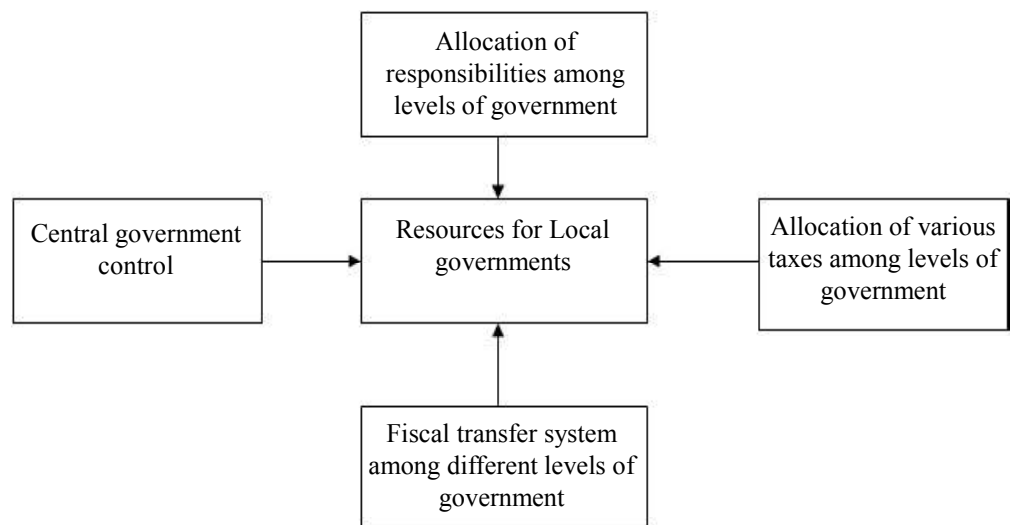 Allocation of
responsibilities among
levels of government
Central government
control
Resources for Local
governments
Allocation of various
taxes among levels of
government
Fiscal transfer system
among different levels of
government